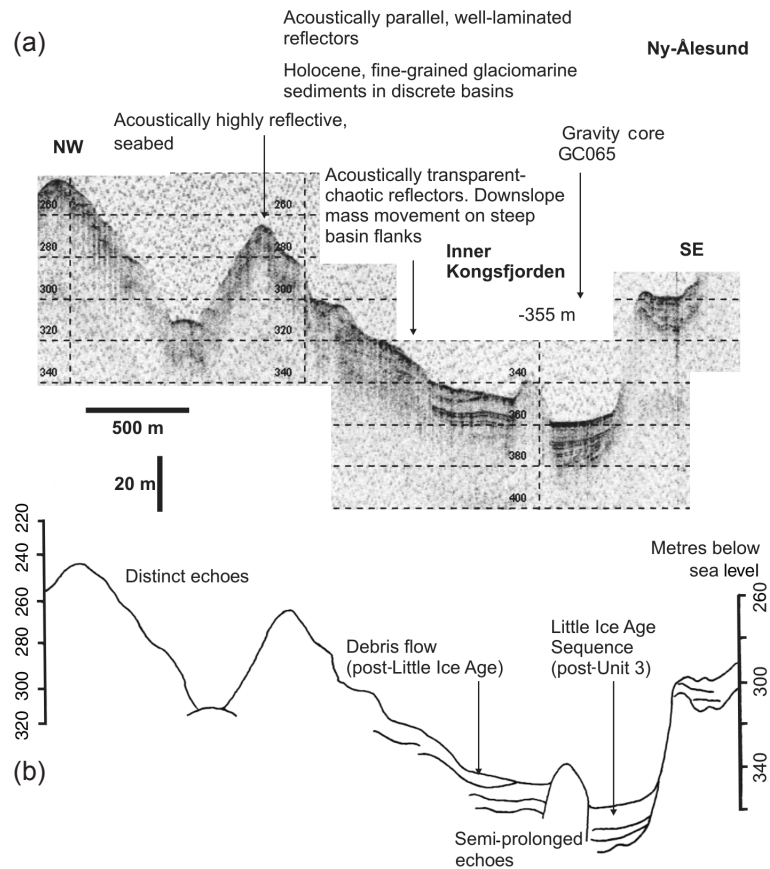 (a)
Acoustically parallel, well-laminated
reflectors
Ny-Ålesund
Holocene, fine-grained glaciomarine
sediments in discrete basins
Acoustically highly reflective,
seabed
NW
Gravity core
GC065
Acoustically transparent-
chaotic reflectors. Downslope
mass movement on steep
basin flanks
Inner
Kongsfjorden
SE
-355 m
260
280
300
320
340
260
280
300
320
340
340
360
380
400
500 m
20 m
220
240
260
280
300
320
Distinct echoes
Metres below
sea level
Debris flow
(post-Little Ice Age)
Little Ice Age
Sequence
(post-Unit 3)
260
300
340
(b)
Semi-prolonged
echoes